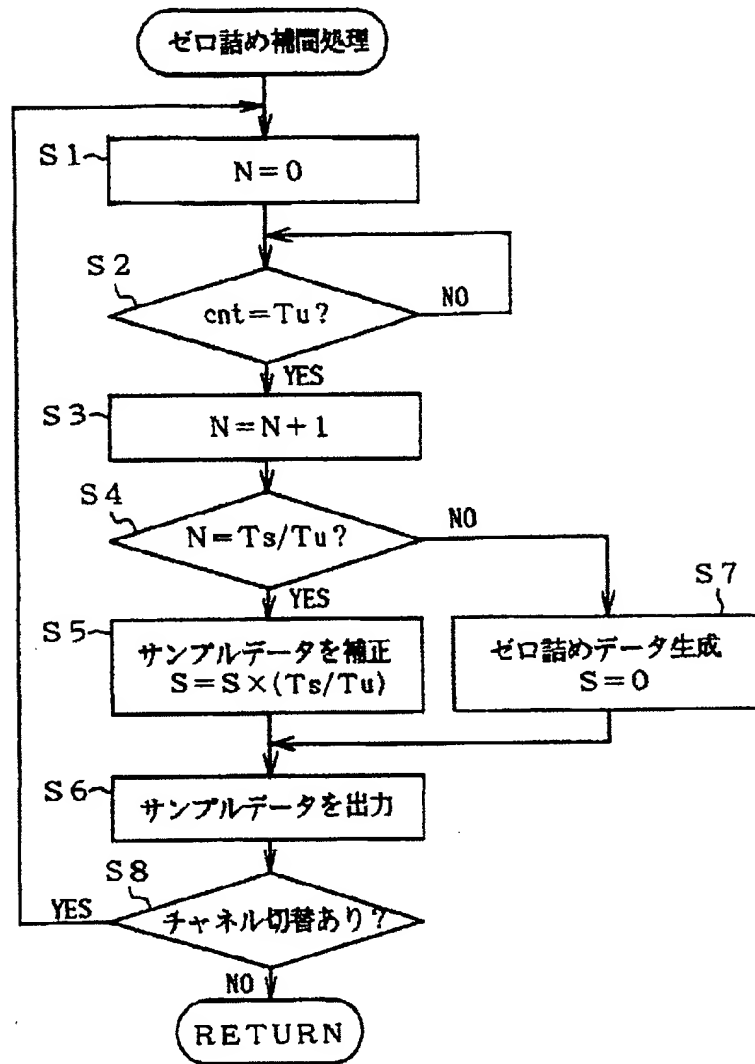 ゼロ詰め補間処理
S1
N=0
S2
cnt=Tu?
NO
YES
S3
N=N+1
S4
N=Ts/Tu?
NO
YES
S5
サンプルデータを補正
S=S×(Ts/Tu)
S7
ゼロ詰めデータ生成
S=0
S6
サンプルデータを出力
S8
チャネル切替あり?
YES
NO
RETURN